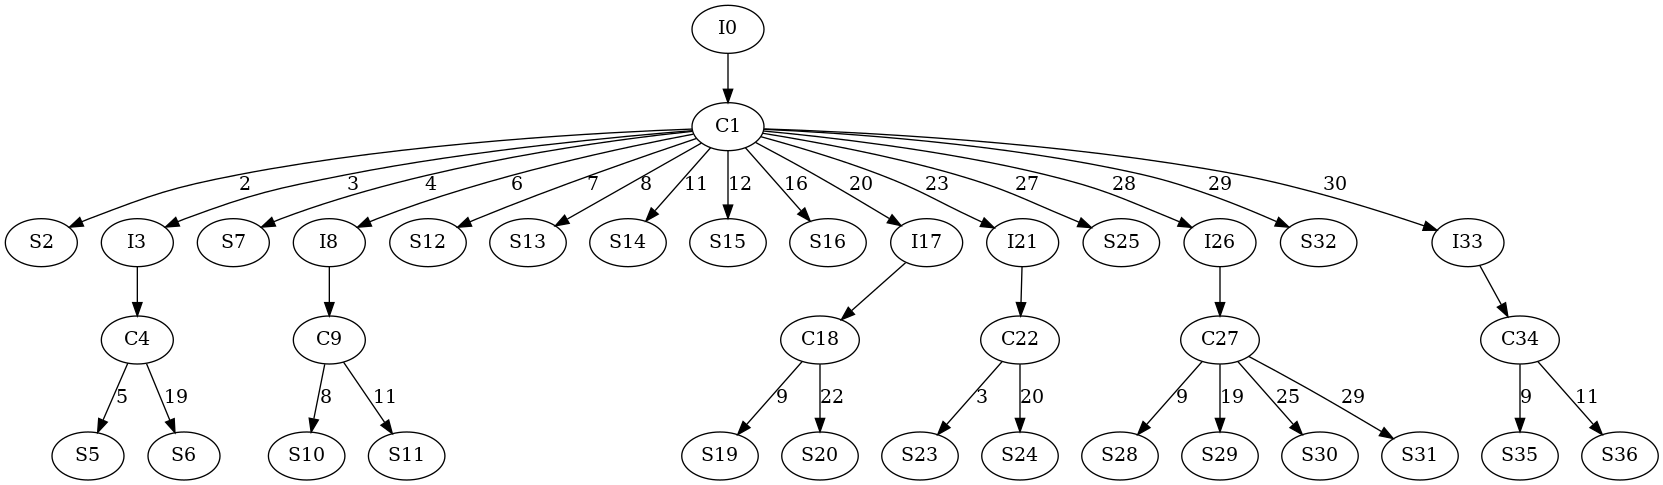 I0
C1
2 3 4 6 7 8 11 12 16 20 23 27 28 29 30
S2 I3 S7 I8 S12 S13 S14 S15 S16 I17 I21 S25 I26 S32 I33
C4 C9 C18 C22 C27 C34
5 19 8 11 9 22 3 20 9 19 25 29 9 11
S5 S6 S10 S11 S19 S20 S23 S24 S28 S29 S30 S31 S35 S36